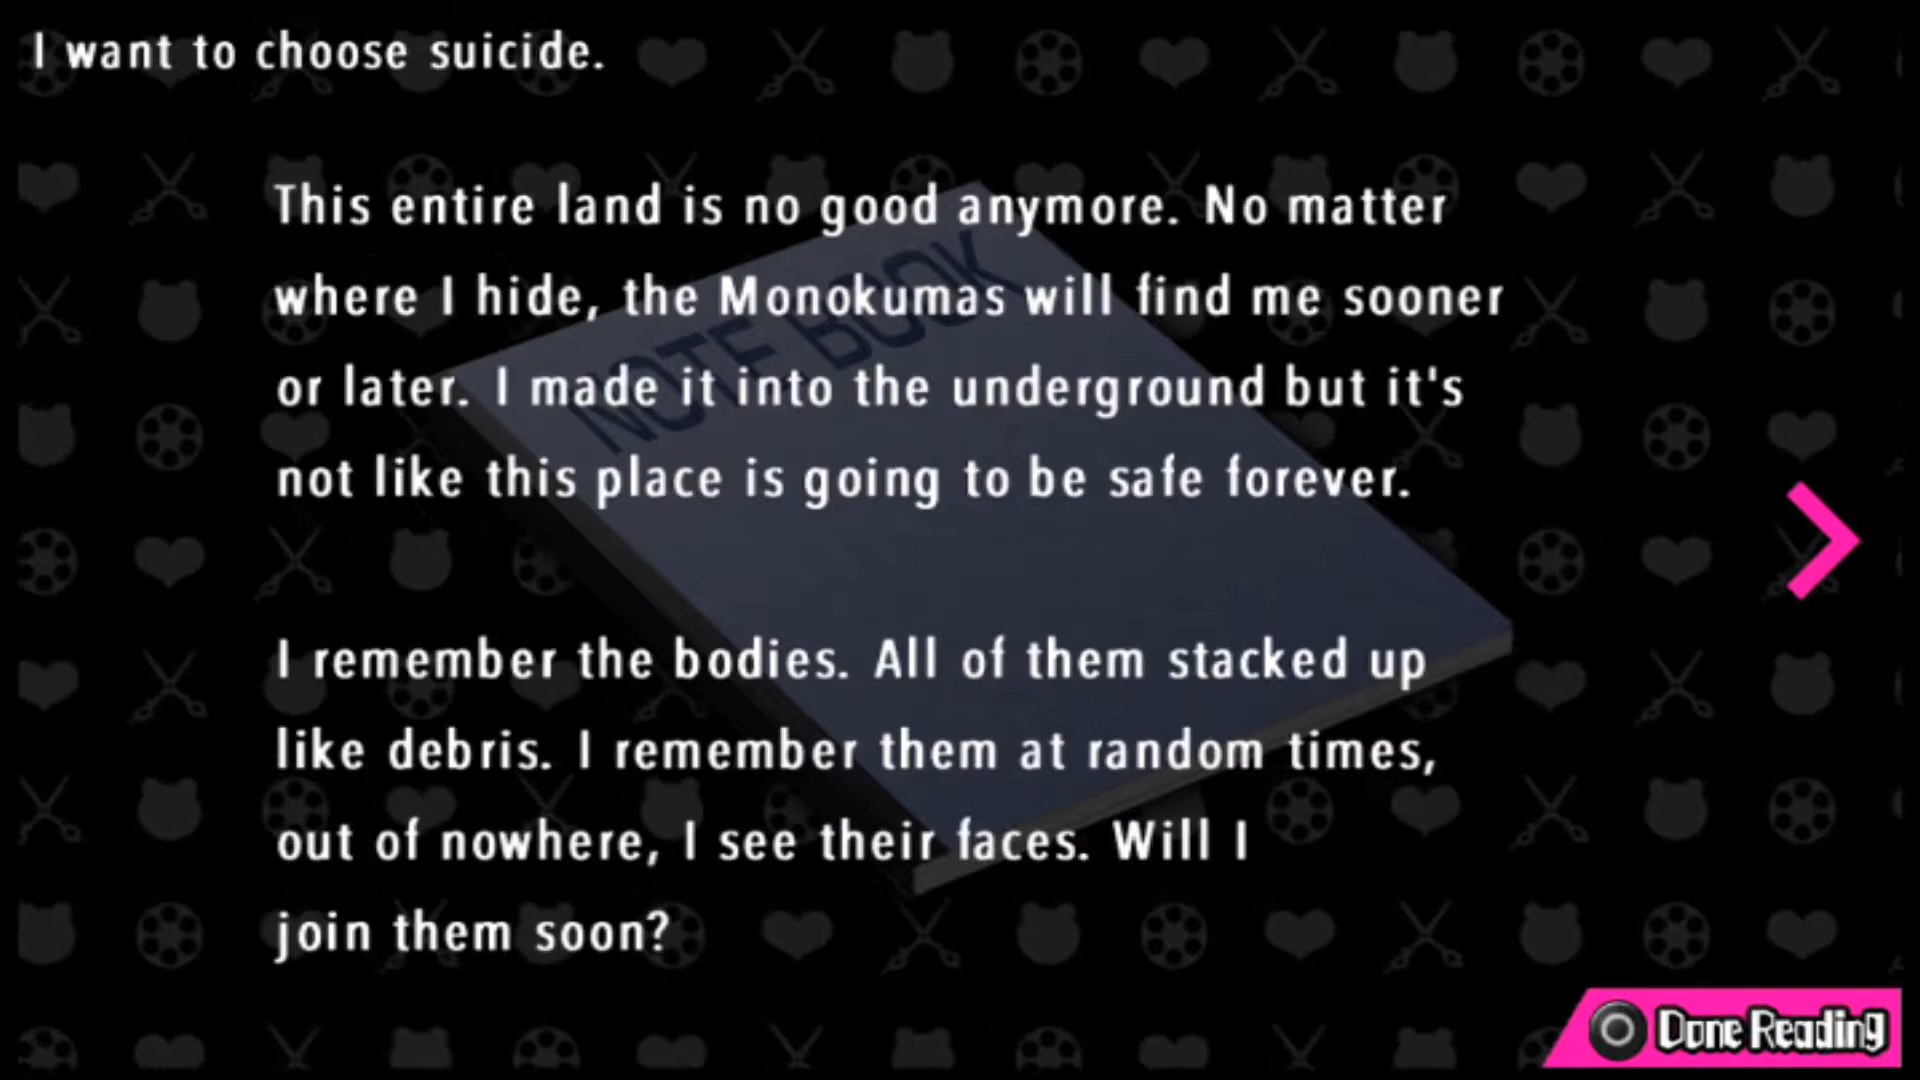 I want to choose suicide.
This entire land is no good anymore. No matter
where I hide, the Monokumas will find me sooner
or later. I made it into the underground but it's
not like this place is going to be safe forever.
I remember the bodies. All of them stacked up
like debris. I remember them at random times,
out of nowhere, I see their faces. Will I
join them soon?
NOTE BOOK
Done Reading